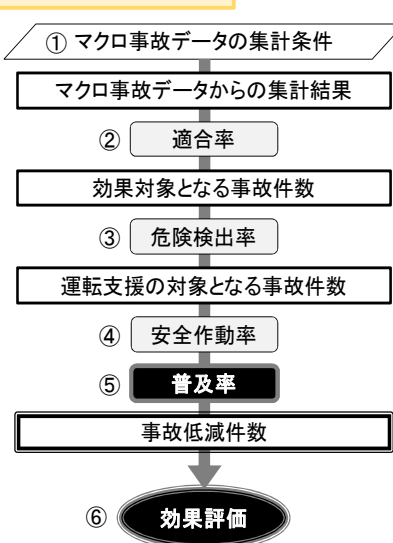 ① マクロ事故データの集計条件
マクロ事故データからの集計結果
② 適合率
効果対象となる事故件数
③ 危険検出率
運転支援の対象となる事故件数
④ 安全作動率
⑤ 普及率
事故低減件数
⑥ 効果評価